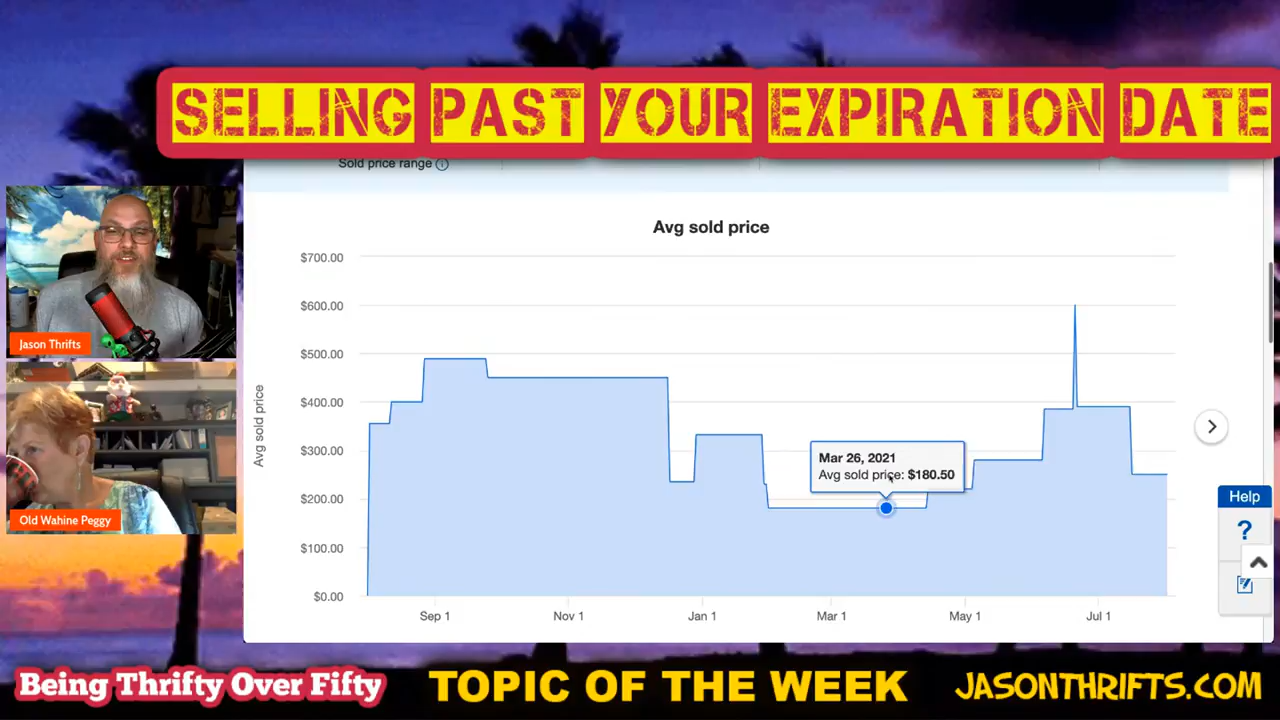 SELLING PAST YOUR EXPIRATION DATE
Sold price range
Avg sold price
$700.00
$600.00
$500.00
$400.00
$300.00
$200.00
$100.00
$0.00
Avg sold price
Mar 26, 2021
Avg sold price: $180.50
Sep 1
Nov 1
Jan 1
Mar 1
May 1
Jul 1
Help
?
Jason Thrifts
Old Wahine Peggy
Being Thrifty Over Fifty
TOPIC OF THE WEEK
JASONTHRIFTS.COM